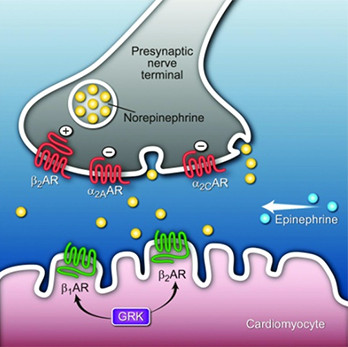 Presynaptic
nerve
terminal
Norepinephrine
+
−
−
β₂AR
α₂AAR
α₂CAR
Epinephrine
β₁AR
β₂AR
GRK
Cardiomyocyte